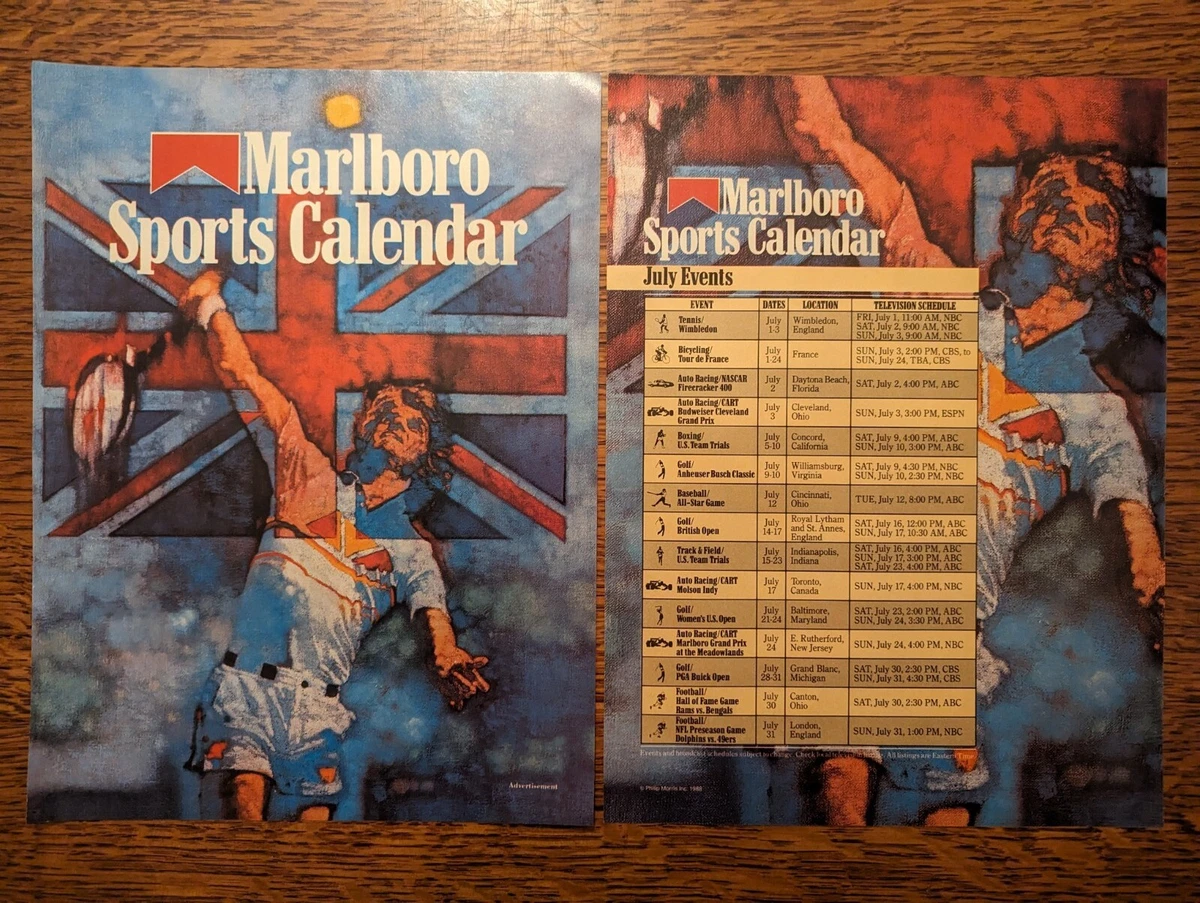 Marlboro
Sports Calendar
Advertisement
Marlboro
Sports Calendar
July Events
EVENT DATES LOCATION TELEVISION SCHEDULE
Tennis/
Wimbledon
July
1-3
Wimbledon,
England
FRI, July 1, 11:00 AM, NBC
SAT, July 2, 9:00 AM, NBC
SUN, July 3, 9:00 AM, NBC
Bicycling/
Tour de France
July
1-24
France
SUN, July 3, 2:00 PM, CBS, to
SUN, July 24, TBA, CBS
Auto Racing/NASCAR
Firecracker 400
July
2
Daytona Beach,
Florida
SAT, July 2, 4:00 PM, ABC
Auto Racing/CART
Budweiser Cleveland
Grand Prix
July
3
Cleveland,
Ohio
SUN, July 3, 3:00 PM, ESPN
Boxing/
U.S. Team Trials
July
5-10
Concord,
California
SAT, July 9, 4:00 PM, ABC
SUN, July 10, 3:00 PM, ABC
Golf/
Anheuser Busch Classic
July
9-10
Williamsburg,
Virginia
SAT, July 9, 4:30 PM, NBC
SUN, July 10, 2:30 PM, NBC
Baseball/
All-Star Game
July
12
Cincinnati,
Ohio
TUE, July 12, 8:00 PM, ABC
Golf/
British Open
July
14-17
Royal Lytham
and St. Annes,
England
SAT, July 16, 12:00 PM, ABC
SUN, July 17, 10:30 AM, ABC
Track & Field/
U.S. Team Trials
July
15-23
Indianapolis,
Indiana
SAT, July 16, 4:00 PM, ABC
SUN, July 17, 3:00 PM, ABC
SAT, July 23, 4:00 PM, ABC
Auto Racing/CART
Molson Indy
July
17
Toronto,
Canada
SUN, July 17, 4:00 PM, NBC
Golf/
Women's U.S. Open
July
21-24
Baltimore,
Maryland
SAT, July 23, 2:00 PM, ABC
SUN, July 24, 3:30 PM, ABC
Auto Racing/CART
Marlboro Grand Prix
at the Meadowlands
July
24
E. Rutherford,
New Jersey
SUN, July 24, 4:00 PM, NBC
Golf/
PGA Buick Open
July
28-31
Grand Blanc,
Michigan
SAT, July 30, 2:30 PM, CBS
SUN, July 31, 4:30 PM, CBS
Football/
Hall of Fame Game
Rams vs. Bengals
July
30
Canton,
Ohio
SAT, July 30, 2:30 PM, ABC
Football/
NFL Preseason Game
Dolphins vs. 49ers
July
31
London,
England
SUN, July 31, 1:00 PM, NBC
Events and broadcast schedules subject to change. Check All listings are Eastern Time.
© Philip Morris Inc. 1988